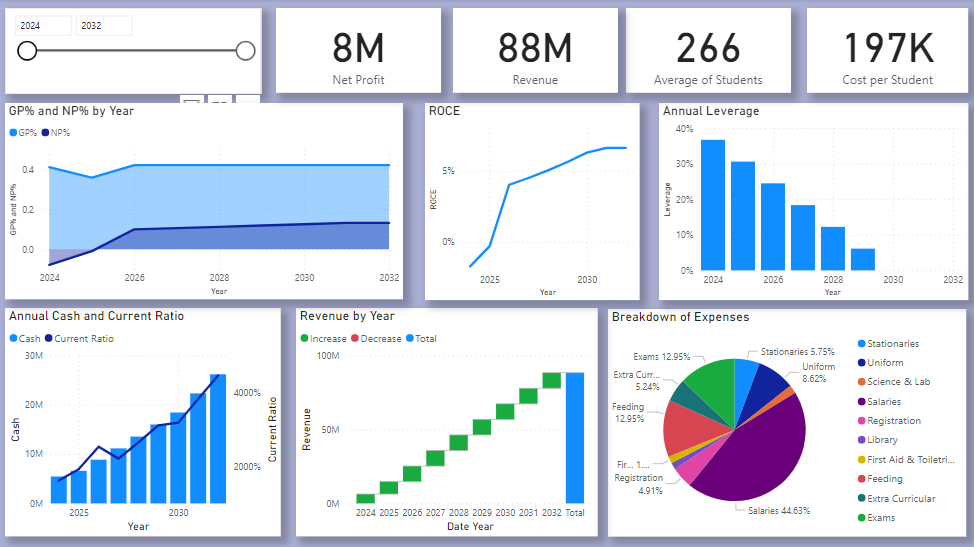 2024 2032
8M
Net Profit
88M
Revenue
266
Average of Students
197K
Cost per Student
GP% and NP% by Year
GP% NP%
GP% and NP%
0.4
0.2
0.0
2024 2026 2028 2030 2032
Year
ROCE
ROCE
5%
0%
2025 2030
Year
Annual Leverage
Leverage
40%
30%
20%
10%
0%
2024 2026 2028 2030 2032
Year
Annual Cash and Current Ratio
Cash Current Ratio
Cash
30M
20M
10M
0M
4000%
2000%
Current Ratio
2025 2030
Year
Revenue by Year
Increase Decrease Total
Revenue
100M
50M
0M
2024 2025 2026 2027 2028 2029 2030 2031 2032 Total
Date Year
Breakdown of Expenses
Stationaries 5.75%
Uniform
8.62%
Salaries 44.63%
Registration
4.91%
Fir... 1....
Feeding
12.95%
Extra Curr...
5.24%
Exams 12.95%
Stationaries
Uniform
Science & Lab
Salaries
Registration
Library
First Aid & Toiletri...
Feeding
Extra Curricular
Exams